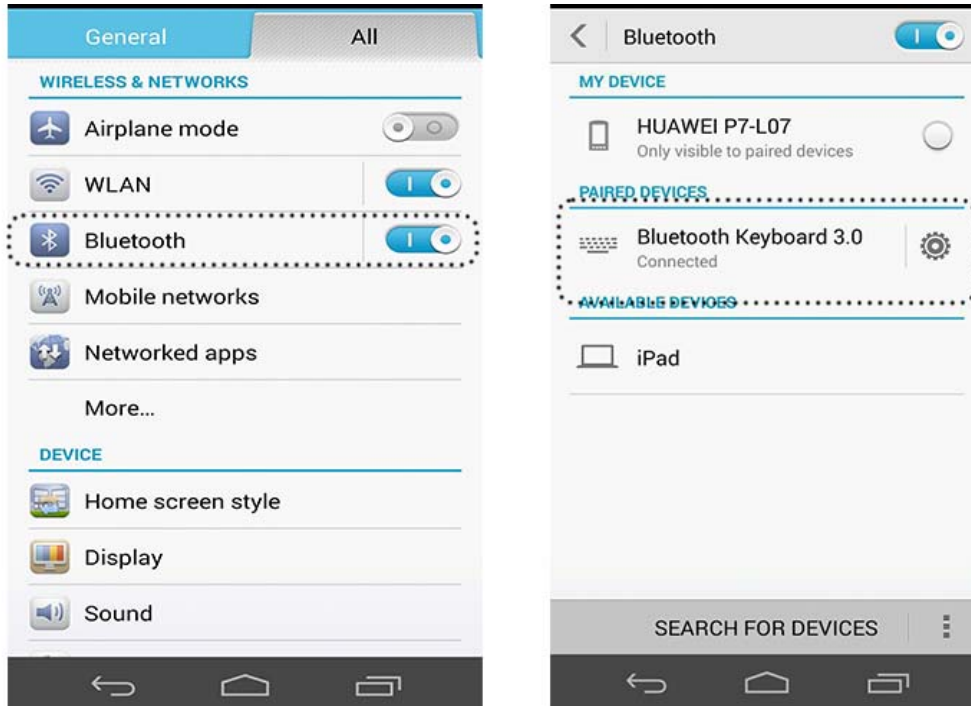 General
All
WIRELESS & NETWORKS
Airplane mode
WLAN
Bluetooth
Mobile networks
Networked apps
More...
DEVICE
Home screen style
Display
Sound
Bluetooth
MY DEVICE
HUAWEI P7-L07
Only visible to paired devices
PAIRED DEVICES
Bluetooth Keyboard 3.0
Connected
AVAILABLE DEVICES
iPad
SEARCH FOR DEVICES